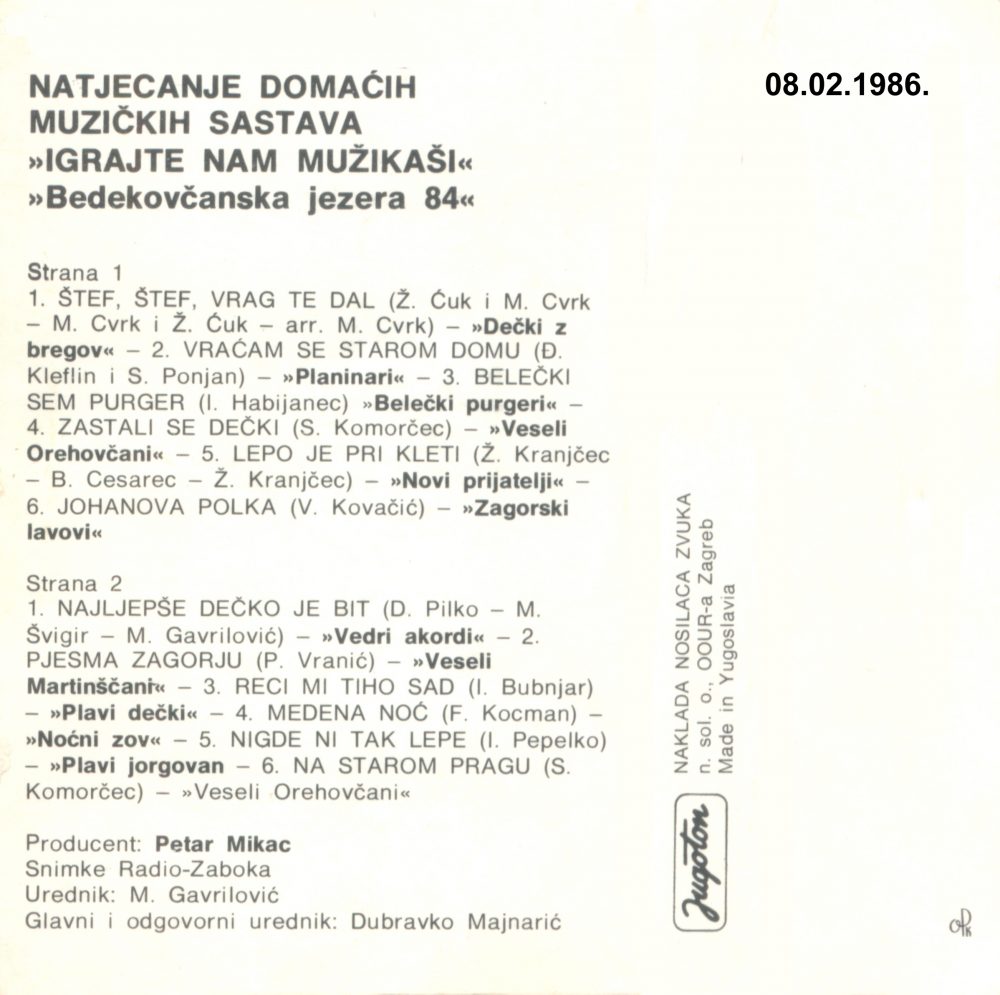 NATJECANJE DOMAĆIH
MUZIČKIH SASTAVA
»IGRAJTE NAM MUŽIKAŠI«
»Bedekovčanska jezera 84«
08.02.1986.
Strana 1
1. ŠTEF, ŠTEF, VRAG TE DAL (Ž. Ćuk i M. Cvrk
– M. Cvrk i Ž. Ćuk – arr. M. Cvrk) – »Dečki z
bregov« – 2. VRAĆAM SE STAROM DOMU (Đ.
Kleflin i S. Ponjan) – »Planinari« – 3. BELEČKI
SEM PURGER (I. Habijanec) »Belečki purgeri« –
4. ZASTALI SE DEČKI (S. Komorčec) – »Veseli
Orehovčani« – 5. LEPO JE PRI KLETI (Ž. Kranjčec
– B. Cesarec – Ž. Kranjčec) – »Novi prijatelji« –
6. JOHANOVA POLKA (V. Kovačić) – »Zagorski
lavovi«
Strana 2
1. NAJLJEPŠE DEČKO JE BIT (D. Pilko – M.
Švigir – M. Gavrilović) – »Vedri akordi« – 2.
PJESMA ZAGORJU (P. Vranić) – »Veseli
Martinščani« – 3. RECI MI TIHO SAD (I. Bubnjar)
– »Plavi dečki« – 4. MEDENA NOĆ (F. Kocman) –
»Noćni zov« – 5. NIGDE NI TAK LEPE (I. Pepelko)
– »Plavi jorgovan – 6. NA STAROM PRAGU (S.
Komorčec) – »Veseli Orehovčani«
Producent: Petar Mikac
Snimke Radio-Zaboka
Urednik: M. Gavrilović
Glavni i odgovorni urednik: Dubravko Majnarić
NAKLADA NOSILACA ZVUKA
n. sol. o., OOUR-a Zagreb
Made in Yugoslavia
Jugoton